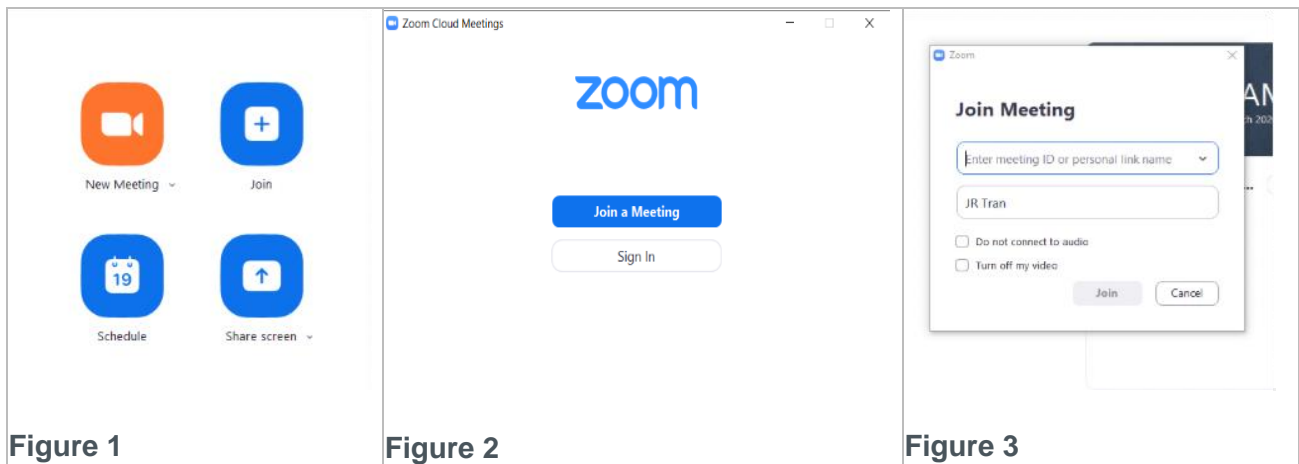 New Meeting
Join
19
Schedule
Share screen
Figure 1
Zoom Cloud Meetings
zoom
Join a Meeting
Sign In
Figure 2
Zoom
Join Meeting
Enter meeting ID or personal link name
JR Tran
Do not connect to audio
Turn off my video
Join
Cancel
...
Figure 3